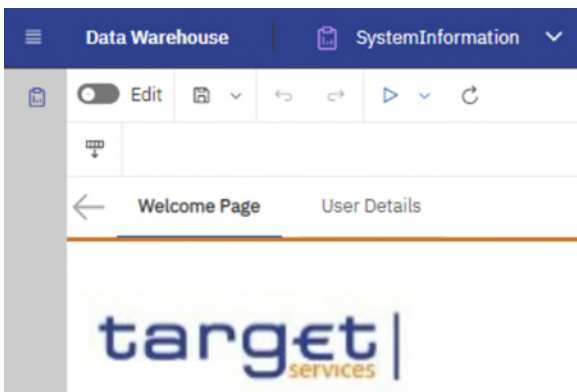 Data Warehouse SystemInformation
Edit
Welcome Page User Details
target
services